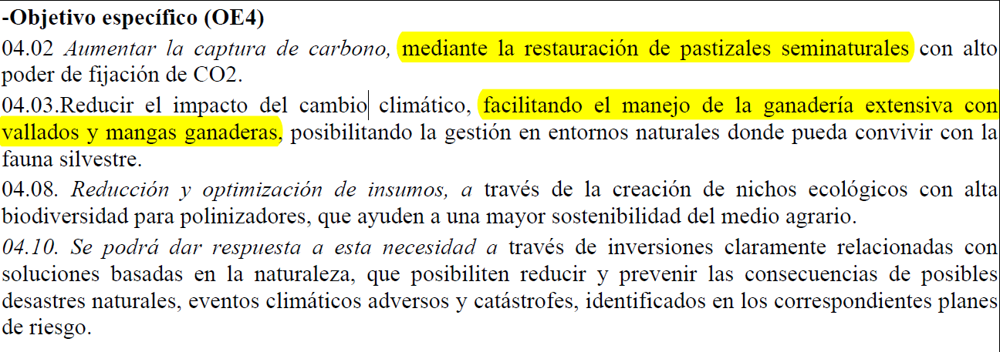 -Objetivo específico (OE4)
04.02 Aumentar la captura de carbono, mediante la restauración de pastizales seminaturales con alto
poder de fijación de CO2.
04.03.Reducir el impacto del cambio climático, facilitando el manejo de la ganadería extensiva con
vallados y mangas ganaderas, posibilitando la gestión en entornos naturales donde pueda convivir con la
fauna silvestre.
04.08. Reducción y optimización de insumos, a través de la creación de nichos ecológicos con alta
biodiversidad para polinizadores, que ayuden a una mayor sostenibilidad del medio agrario.
04.10. Se podrá dar respuesta a esta necesidad a través de inversiones claramente relacionadas con
soluciones basadas en la naturaleza, que posibiliten reducir y prevenir las consecuencias de posibles
desastres naturales, eventos climáticos adversos y catástrofes, identificados en los correspondientes planes
de riesgo.